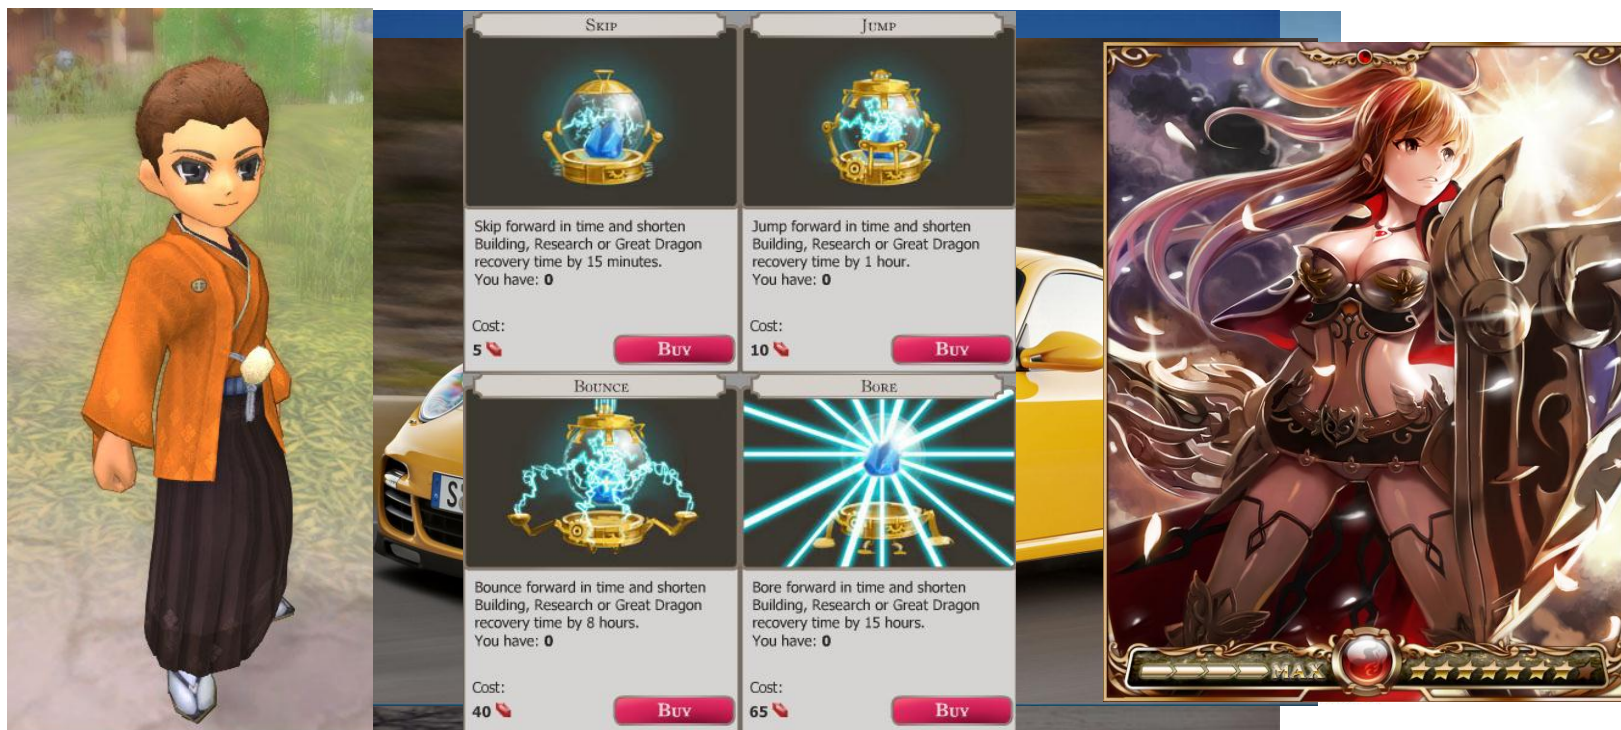 SKIP
Skip forward in time and shorten
Building, Research or Great Dragon
recovery time by 15 minutes.
You have: 0
Cost:
5
BUY
JUMP
Jump forward in time and shorten
Building, Research or Great Dragon
recovery time by 1 hour.
You have: 0
Cost:
10
BUY
BOUNCE
Bounce forward in time and shorten
Building, Research or Great Dragon
recovery time by 8 hours.
You have: 0
Cost:
40
BUY
BORE
Bore forward in time and shorten
Building, Research or Great Dragon
recovery time by 15 hours.
You have: 0
Cost:
65
BUY
S
MAX